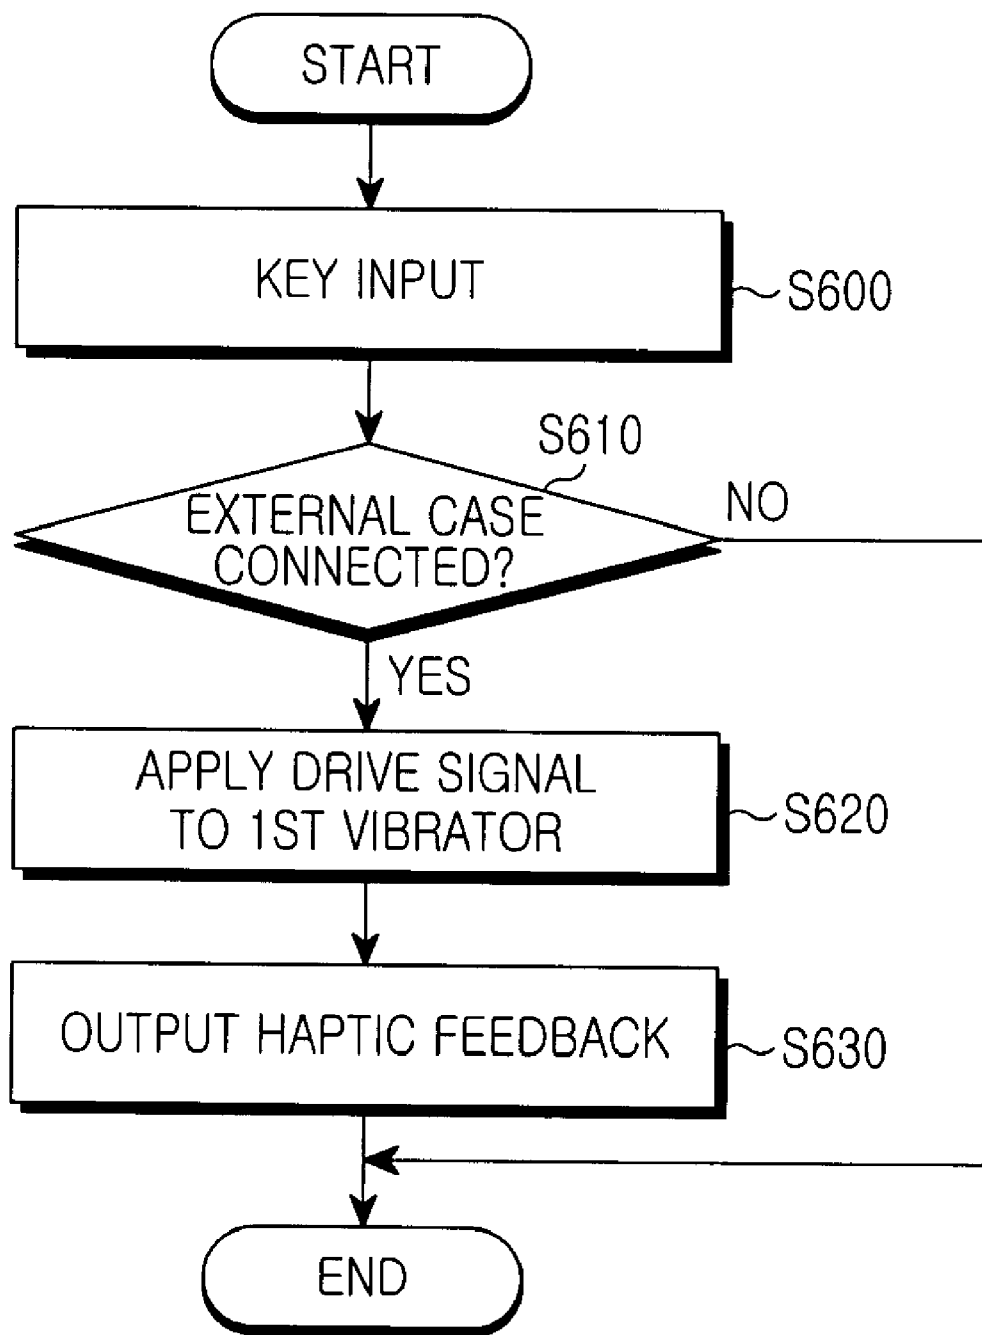 START
KEY INPUT
S600
S610
EXTERNAL CASE
CONNECTED?
NO
YES
APPLY DRIVE SIGNAL
TO 1ST VIBRATOR
S620
OUTPUT HAPTIC FEEDBACK
S630
END